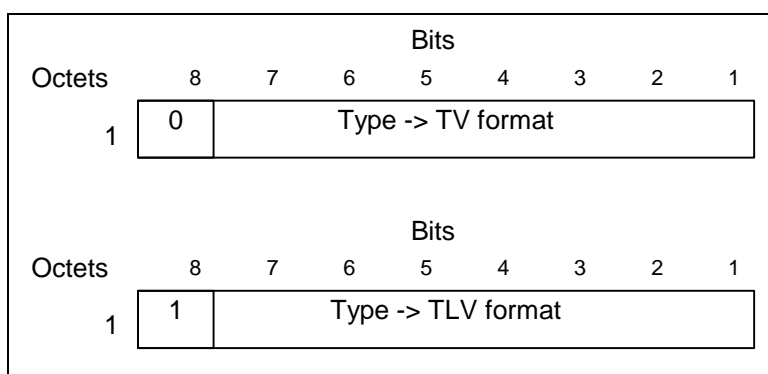 Bits
Octets 8 7 6 5 4 3 2 1
1 0 Type -> TV format
Bits
Octets 8 7 6 5 4 3 2 1
1 1 Type -> TLV format